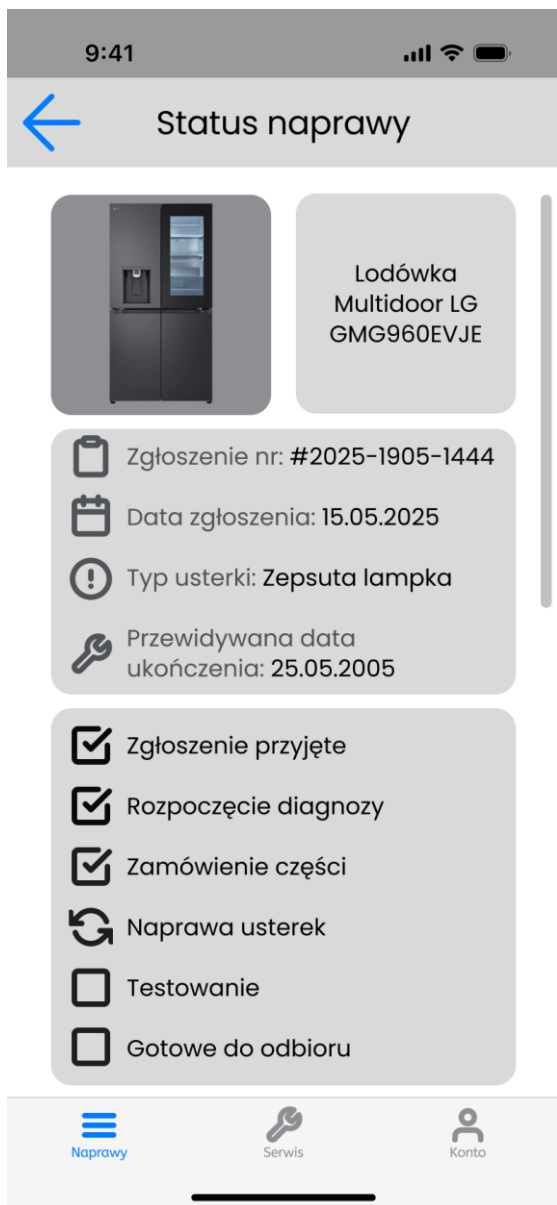 9:41
Status naprawy
Lodówka
Multidoor LG
GMG960EVJE
Zgłoszenie nr: #2025-1905-1444
Data zgłoszenia: 15.05.2025
Typ usterki: Zepsuta lampka
Przewidywana data
ukończenia: 25.05.2005
Zgłoszenie przyjęte
Rozpoczęcie diagnozy
Zamówienie części
Naprawa usterek
Testowanie
Gotowe do odbioru
Naprawy
Serwis
Konto